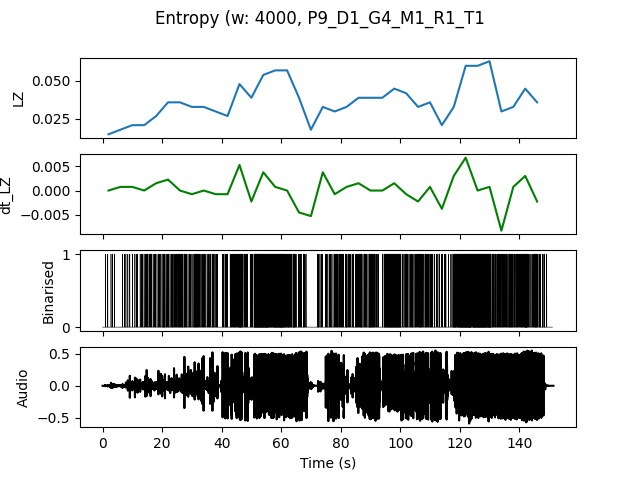 Entropy (w: 4000, P9_D1_G4_M1_R1_T1
0.050
0.025
LZ
0.005
0.000
−0.005
dt_LZ
1
0
Binarised
0.5
0.0
−0.5
Audio
0 20 40 60 80 100 120 140
Time (s)